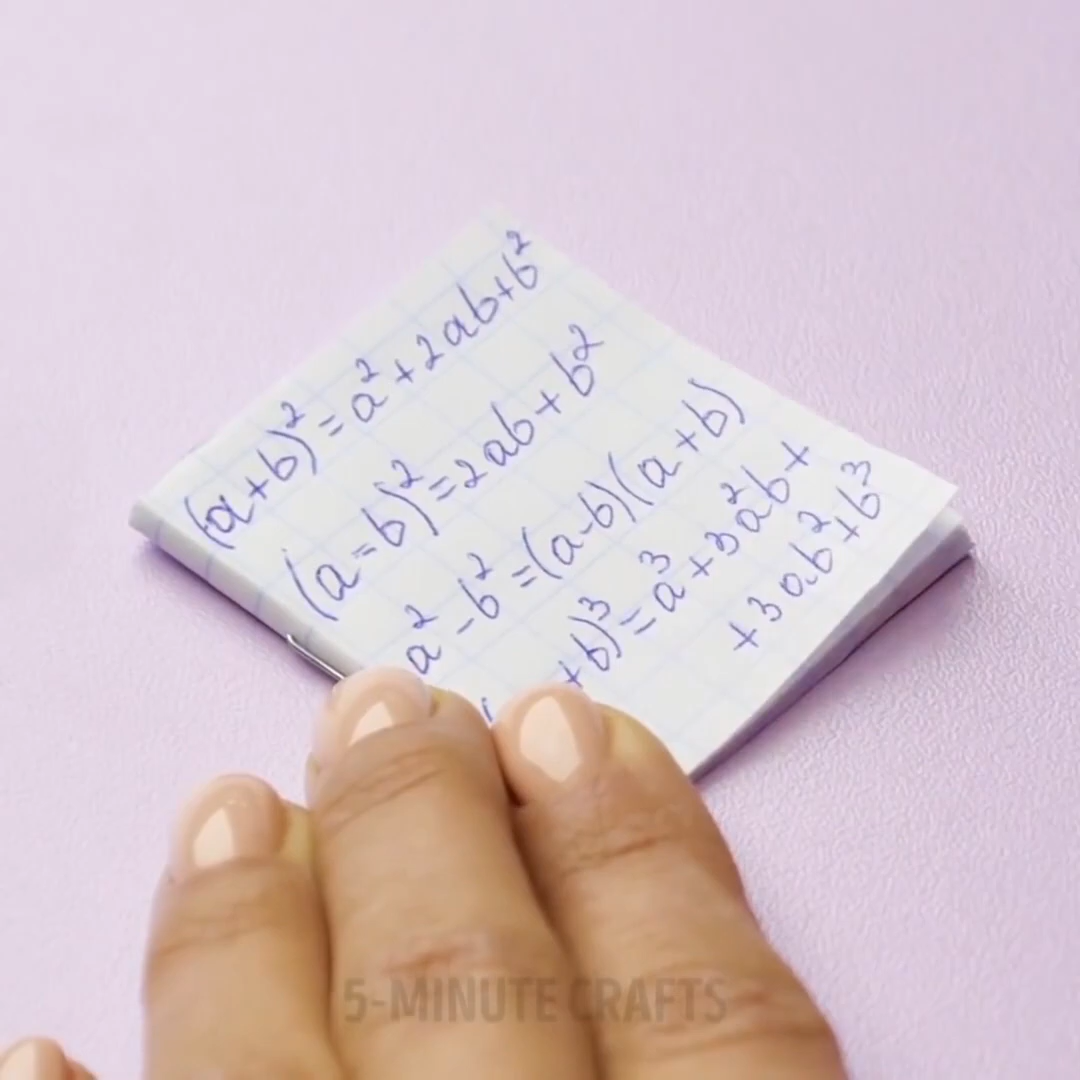 (a+b)²=a²+2ab+b²
(a=b)²=2ab+b²
a²-b²=(a-b)(a+b)
+b)³=a³+3a²b+
+3ab²+b³
5-MINUTE CRAFTS